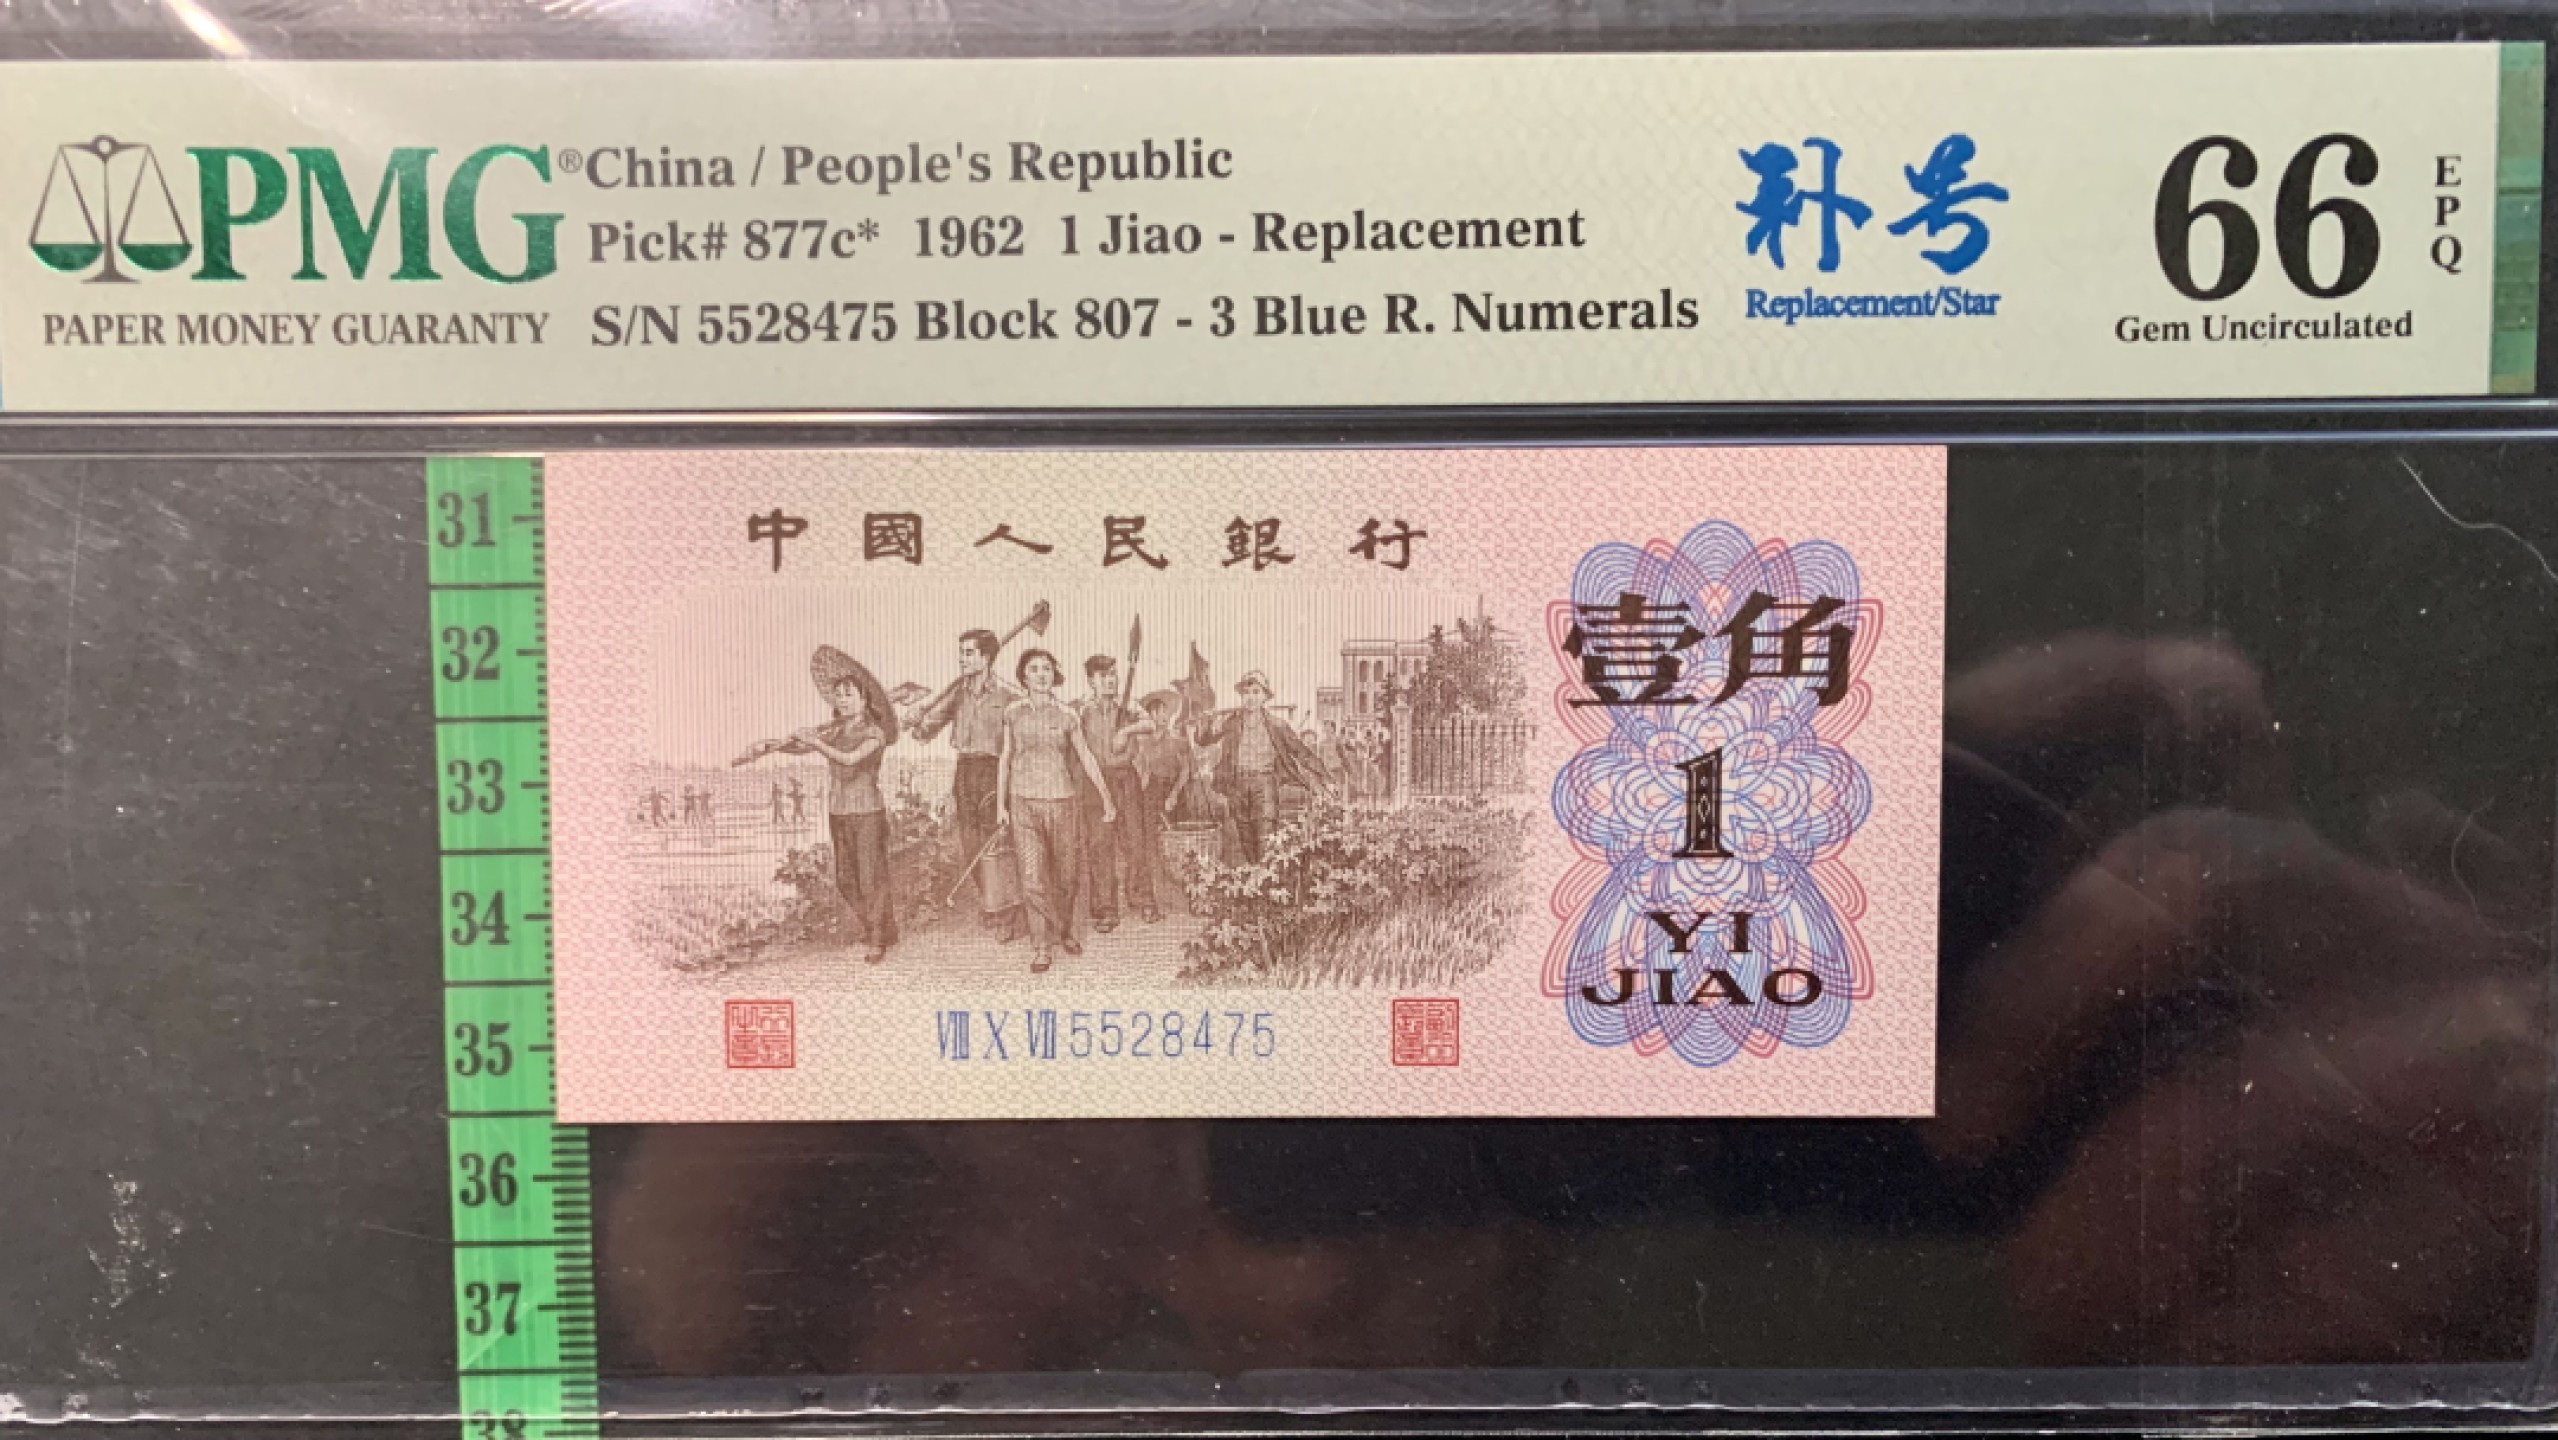 PMG®
PAPER MONEY GUARANTY
China / People's Republic
Pick# 877c* 1962 1 Jiao - Replacement
S/N 5528475 Block 807 - 3 Blue R. Numerals
补号
Replacement/Star
66
EPQ
Gem Uncirculated
31
32
33
34
35
36
37
38
中國人民銀行
壹角
1
YI
JIAO
VIII X VII 5528475